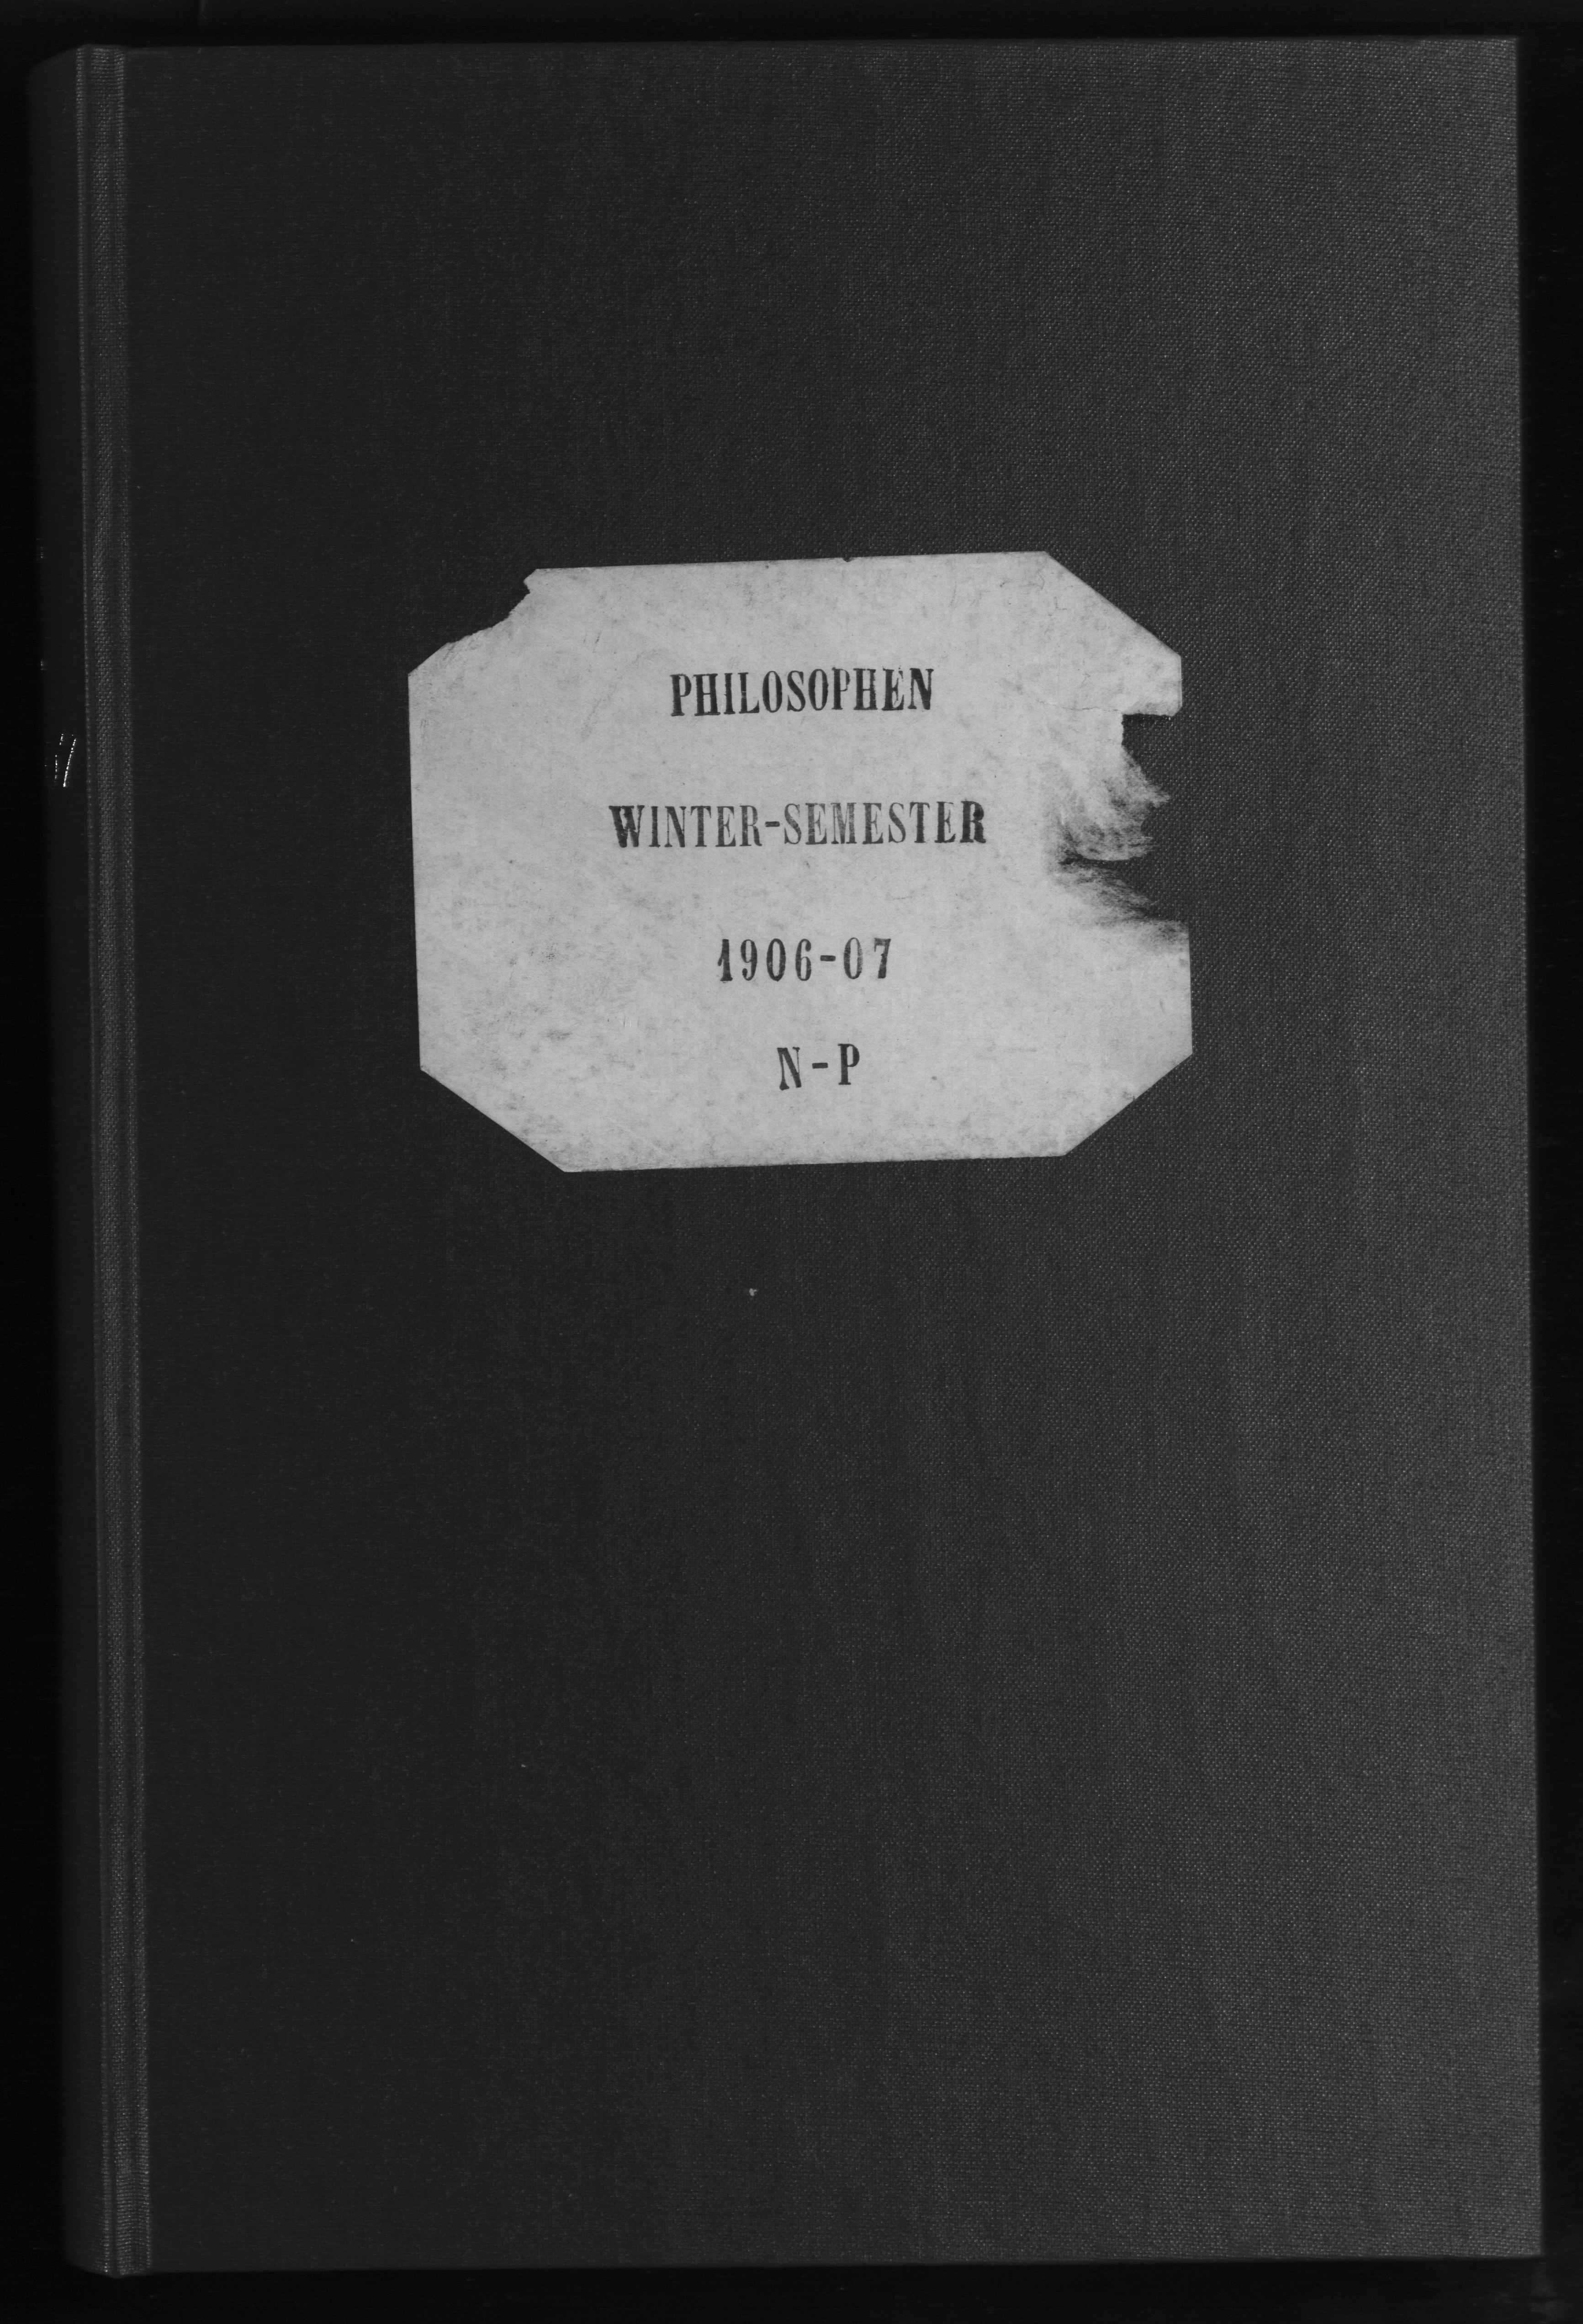 PHILOSOPHEN
WINTER-SEMESTER
1906-07
N-P